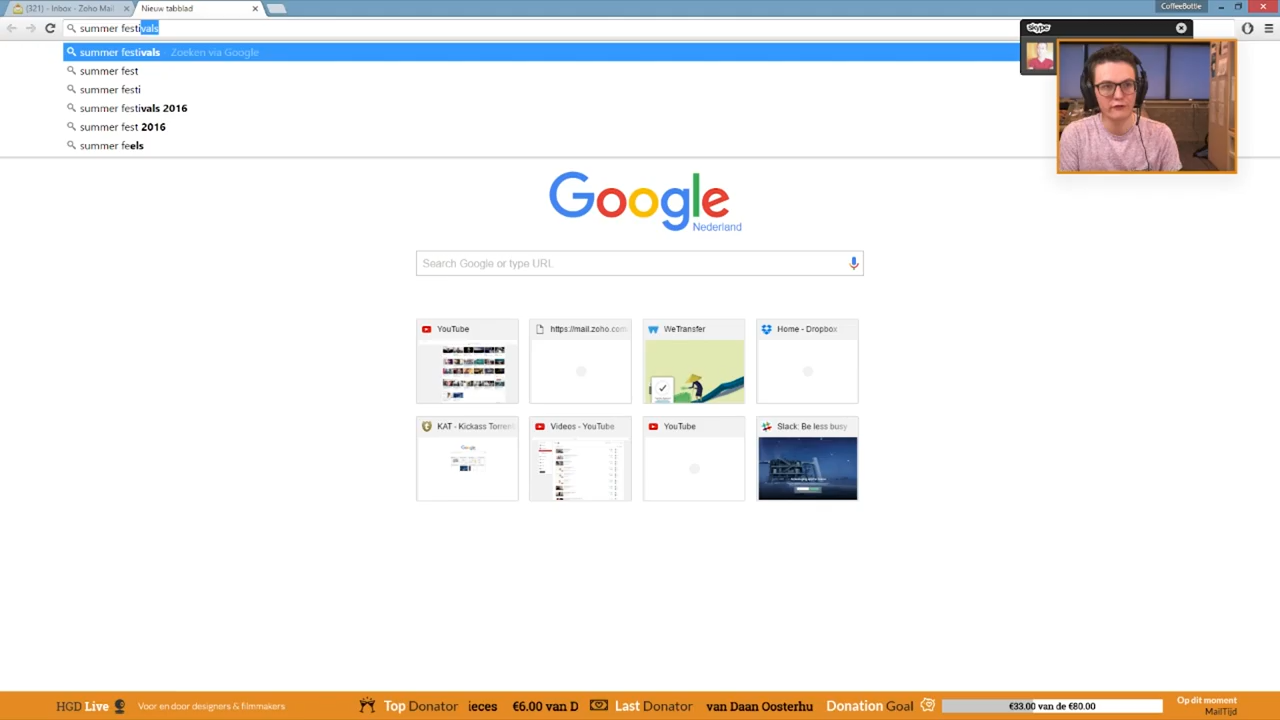 (321) - Inbox - Zoho Mail
Nieuw tabblad
CoffeeBottle
summer festivals
skype
summer festivals - Zoeken via Google
summer fest
summer festi
summer festivals 2016
summer fest 2016
summer feels
Google
Nederland
Search Google or type URL
YouTube
https://mail.zoho.com
WeTransfer
Home - Dropbox
KAT - Kickass Torren
Videos - YouTube
YouTube
Slack: Be less busy
HGD Live
Voor en door designers & filmmakers
Top Donator
ieces €6.00 van D
Last Donator
van Daan Oosterhu
Donation Goal
€33.00 van de €80.00
Op dit moment
MailTijd